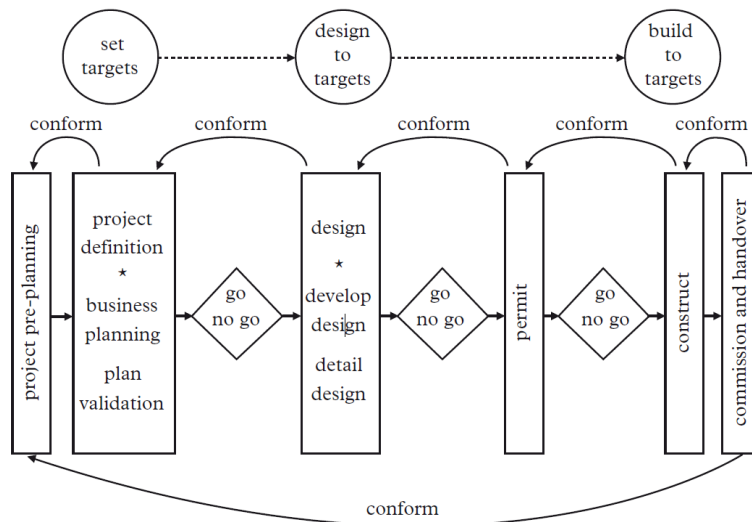 set
targets
design
to
targets
build
to
targets
conform
conform
conform
conform
conform
project pre-planning
project
definition
*
business
planning
plan
validation
go
no go
design
*
develop
design
detail
design
go
no go
permit
go
no go
construct
commission and handover
conform